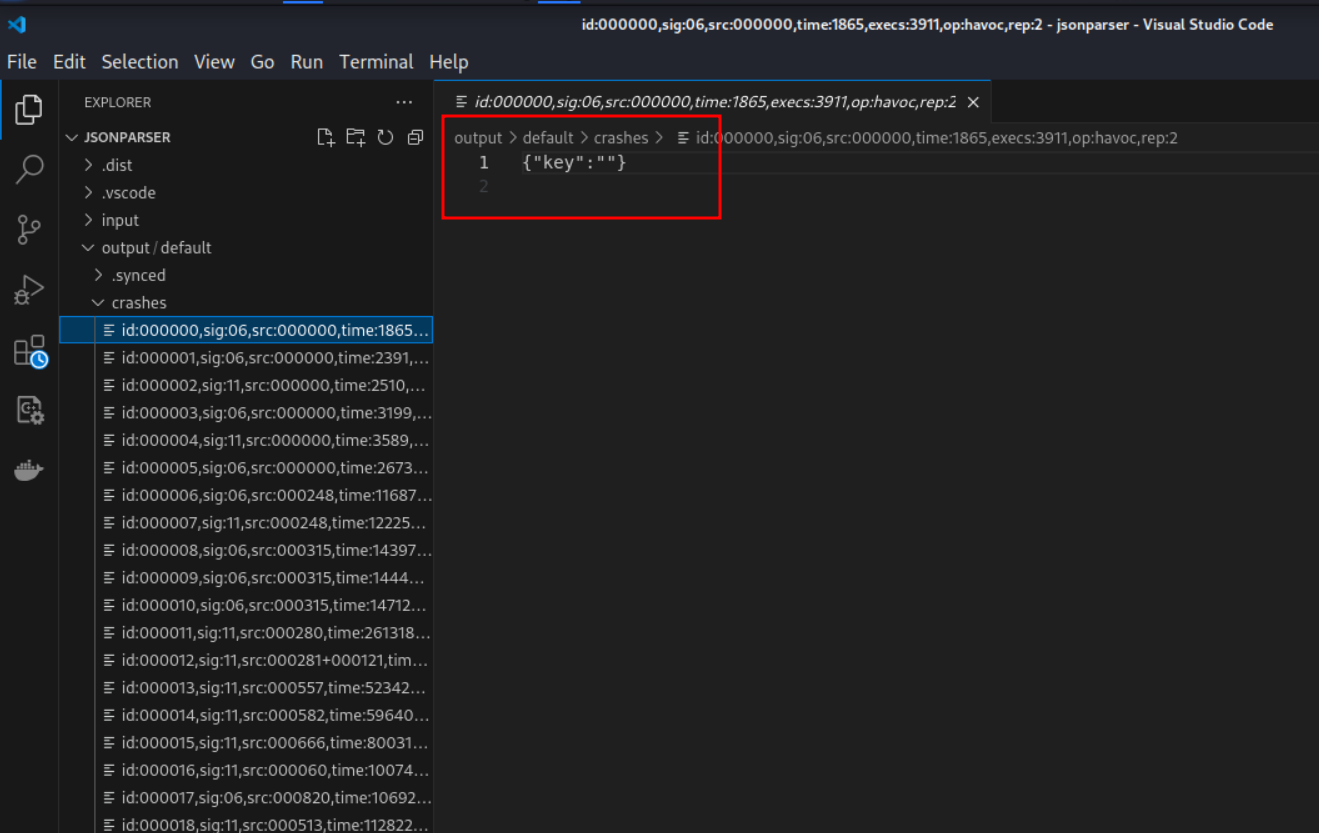 id:000000,sig:06,src:000000,time:1865,execs:3911,op:havoc,rep:2 - jsonparser - Visual Studio Code
File Edit Selection View Go Run Terminal Help
EXPLORER
id:000000,sig:06,src:000000,time:1865,execs:3911,op:havoc,rep:2
JSONPARSER
output > default > crashes > id:000000,sig:06,src:000000,time:1865,execs:3911,op:havoc,rep:2
1 {"key":""}
2
.dist
.vscode
input
output / default
.synced
crashes
id:000000,sig:06,src:000000,time:1865...
id:000001,sig:06,src:000000,time:2391,...
id:000002,sig:11,src:000000,time:2510,...
id:000003,sig:06,src:000000,time:3199,...
id:000004,sig:11,src:000000,time:3589,...
id:000005,sig:06,src:000000,time:2673...
id:000006,sig:06,src:000248,time:11687...
id:000007,sig:11,src:000248,time:12225...
id:000008,sig:06,src:000315,time:14397...
id:000009,sig:06,src:000315,time:1444...
id:000010,sig:06,src:000315,time:14712...
id:000011,sig:11,src:000280,time:261318...
id:000012,sig:11,src:000281+000121,tim...
id:000013,sig:11,src:000557,time:52342...
id:000014,sig:11,src:000582,time:59640...
id:000015,sig:11,src:000666,time:80031...
id:000016,sig:11,src:000060,time:10074...
id:000017,sig:06,src:000820,time:10692...
id:000018,sig:11,src:000513,time:112822...